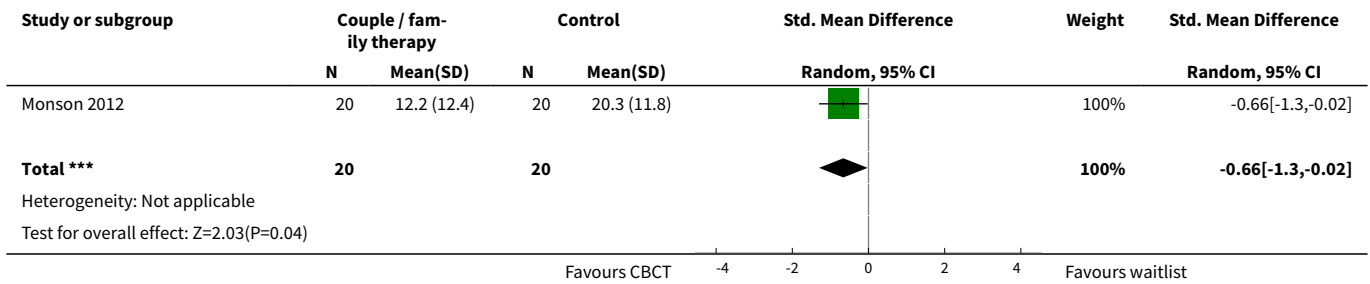 Study or subgroup Couple / fam- Control Std. Mean Difference Weight Std. Mean Difference
ily therapy
N Mean(SD) N Mean(SD) Random, 95% CI Random, 95% CI
Monson 2012 20 12.2 (12.4) 20 20.3 (11.8) 100% -0.66[-1.3,-0.02]
Total *** 20 20 100% -0.66[-1.3,-0.02]
Heterogeneity: Not applicable
Test for overall effect: Z=2.03(P=0.04)
Favours CBCT -4 -2 0 2 4 Favours waitlist